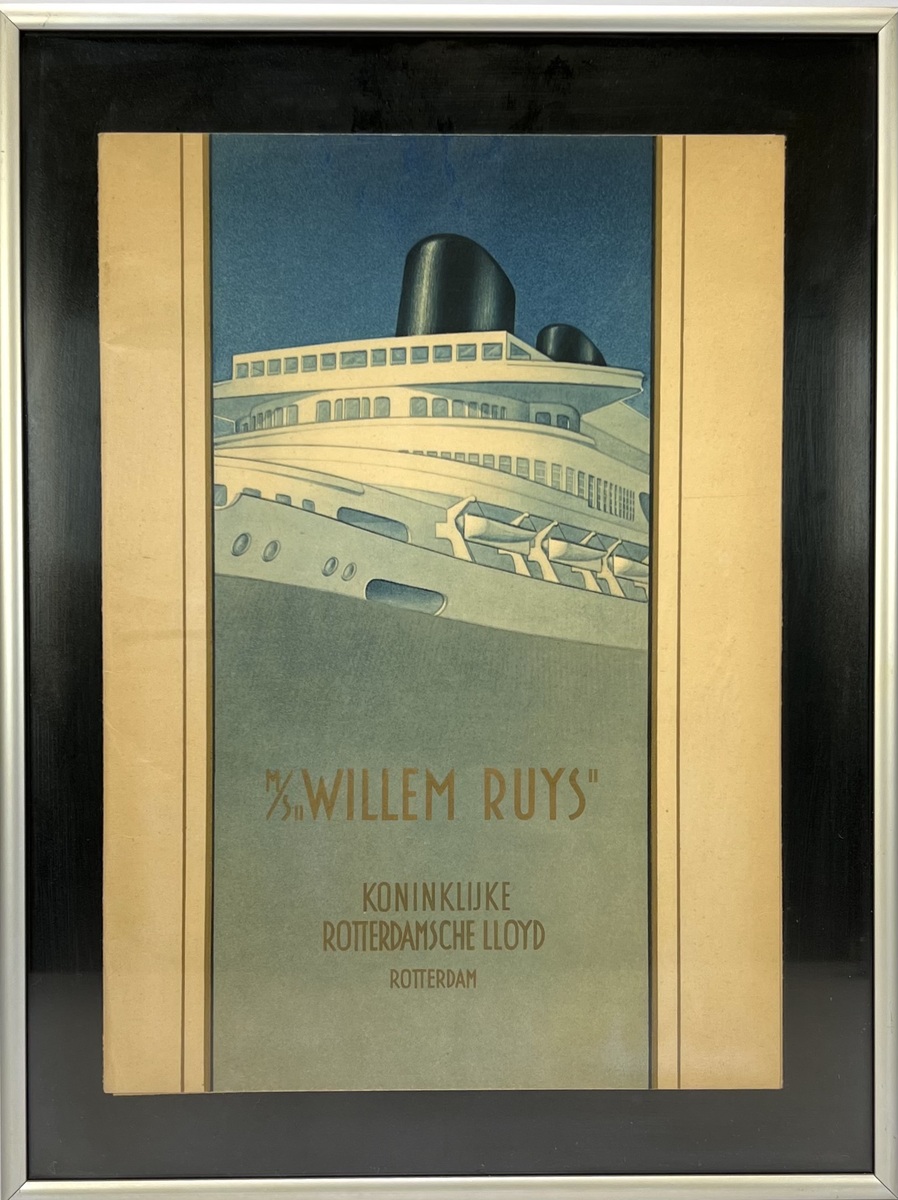 M/S „WILLEM RUYS"
KONINKLIJKE
ROTTERDAMSCHE LLOYD
ROTTERDAM